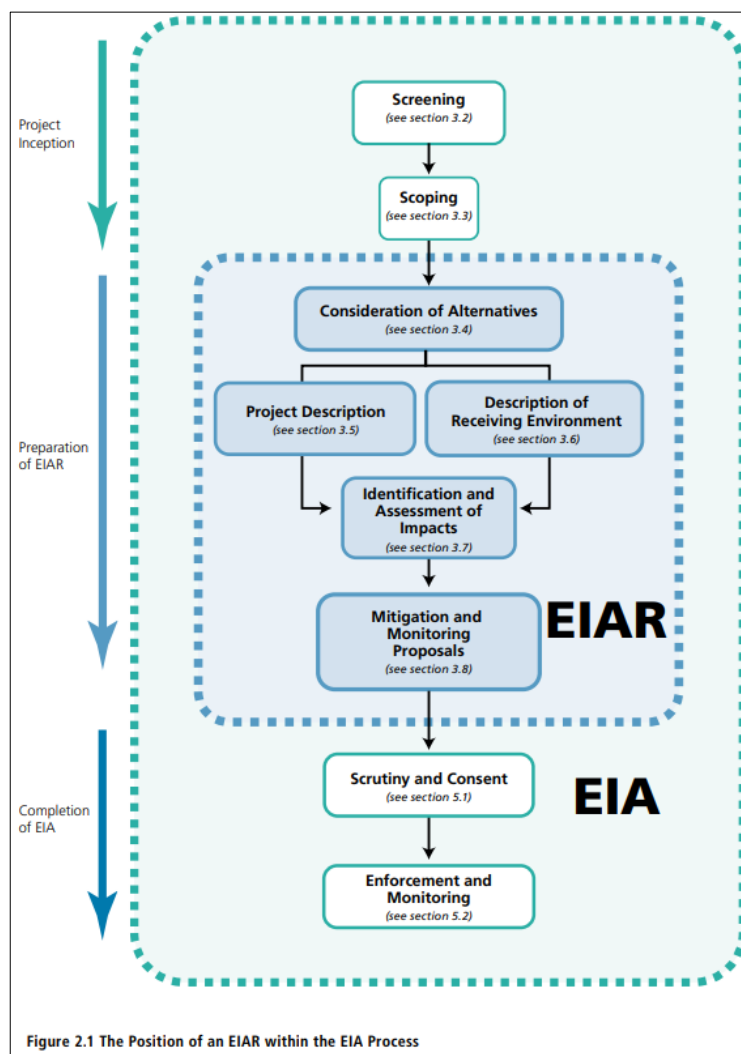 Project
Inception
Screening
(see section 3.2)
Scoping
(see section 3.3)
Preparation
of EIAR
Consideration of Alternatives
(see section 3.4)
Project Description
(see section 3.5)
Description of
Receiving Environment
(see section 3.6)
Identification and
Assessment of
Impacts
(see section 3.7)
Mitigation and
Monitoring
Proposals
(see section 3.8)
EIAR
Completion
of EIA
Scrutiny and Consent
(see section 5.1)
EIA
Enforcement and
Monitoring
(see section 5.2)
Figure 2.1 The Position of an EIAR within the EIA Process